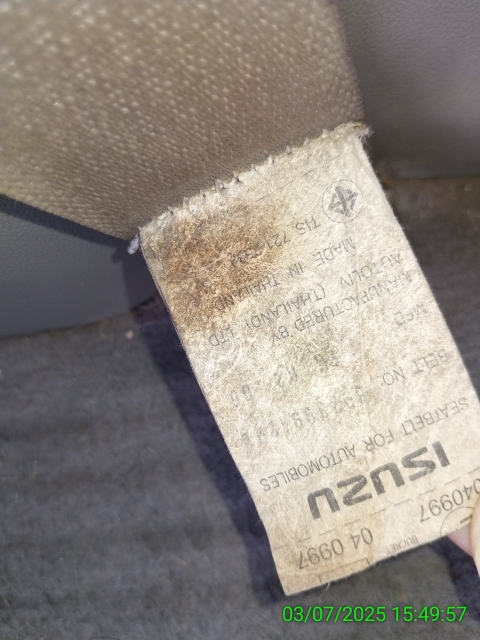 040997
04 0997
BUCKET
ISUZU
SEATBELT FOR AUTOMOBILES
BELT NO.
MFD
MANUFACTURED BY
AUTOLIV (THAILAND) LTD
MADE IN THAILAND
TIS 721
03/07/2025 15:49:57